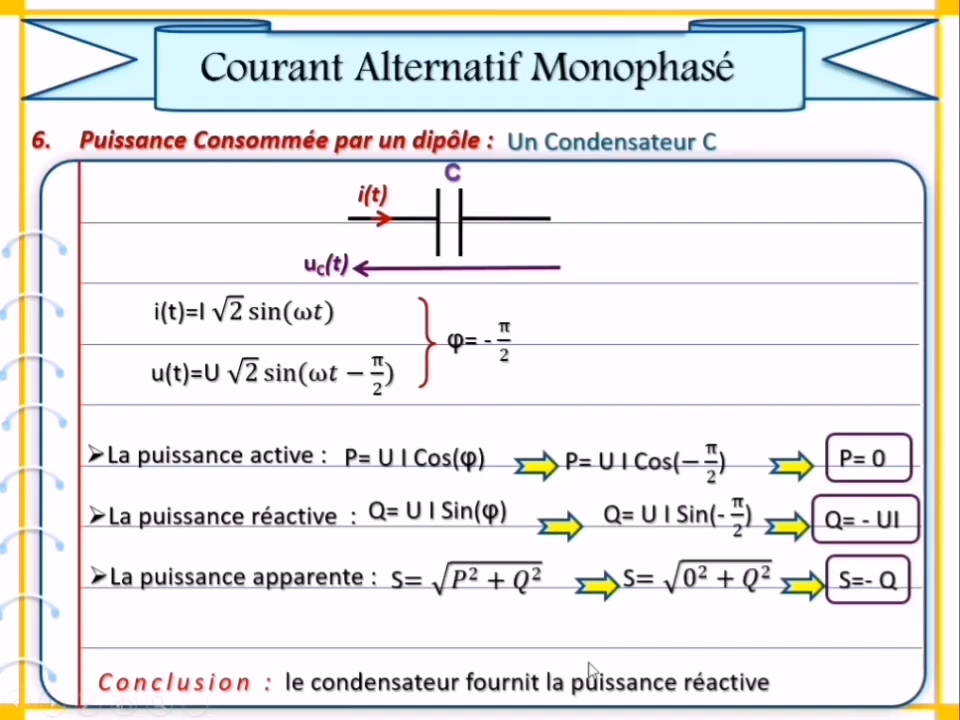 Courant Alternatif Monophasé
6. Puissance Consommée par un dipôle : Un Condensateur C
C
i(t)
u_C(t)
i(t)=I √2 sin(ωt)
φ= - π/2
u(t)=U √2 sin(ωt − π/2)
➢La puissance active : P= U I Cos(φ) P= U I Cos(− π/2) P= 0
➢La puissance réactive : Q= U I Sin(φ) Q= U I Sin(- π/2) Q= - UI
➢La puissance apparente : S= √(P² + Q²) S= √(0² + Q²) S=- Q
Conclusion : le condensateur fournit la puissance réactive